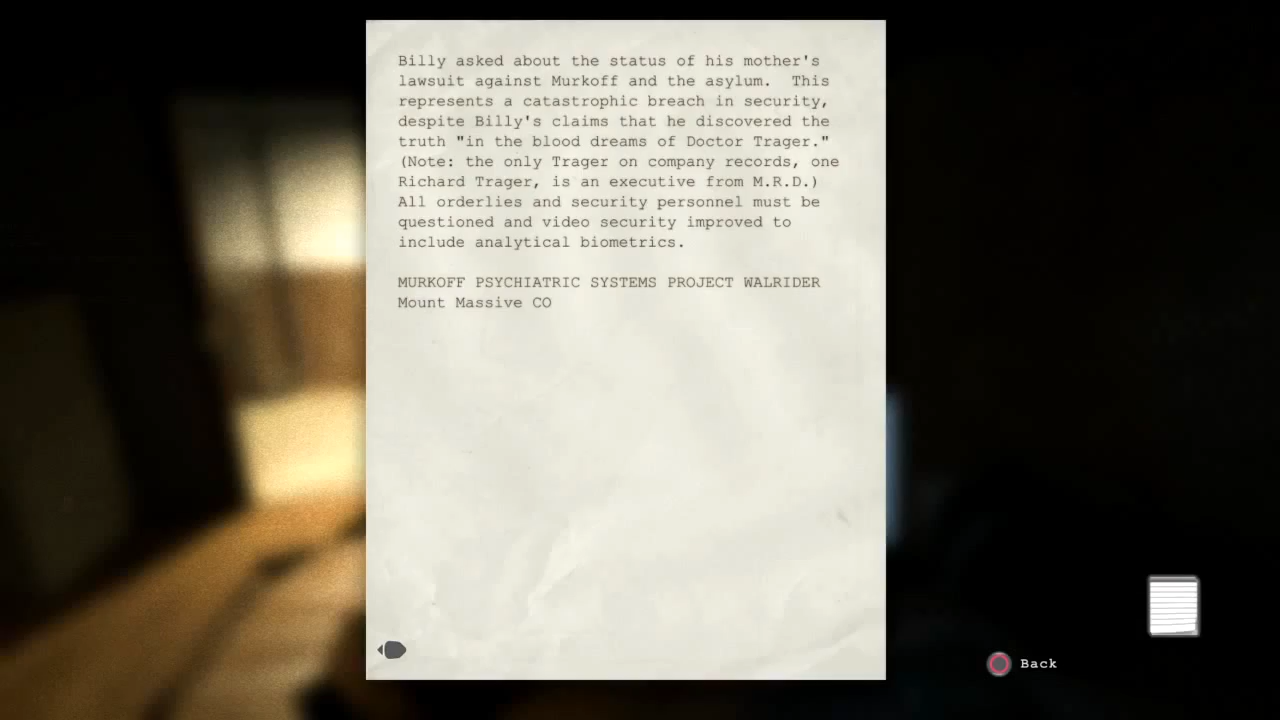 Billy asked about the status of his mother's
lawsuit against Murkoff and the asylum.  This
represents a catastrophic breach in security,
despite Billy's claims that he discovered the
truth "in the blood dreams of Doctor Trager."
(Note: the only Trager on company records, one
Richard Trager, is an executive from M.R.D.)
All orderlies and security personnel must be
questioned and video security improved to
include analytical biometrics.
MURKOFF PSYCHIATRIC SYSTEMS PROJECT WALRIDER
Mount Massive CO
Back